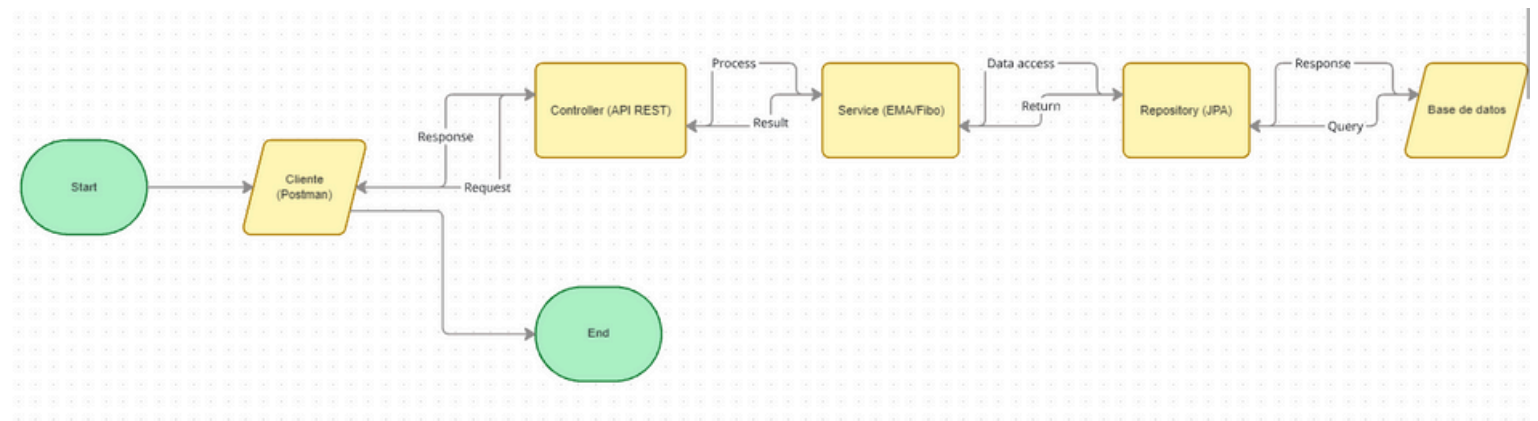 Process
Data access
Response
Controller (API REST)
Service (EMA/Fibo)
Repository (JPA)
Base de datos
Return
Result
Query
Response
Start
Cliente
(Postman)
Request
End